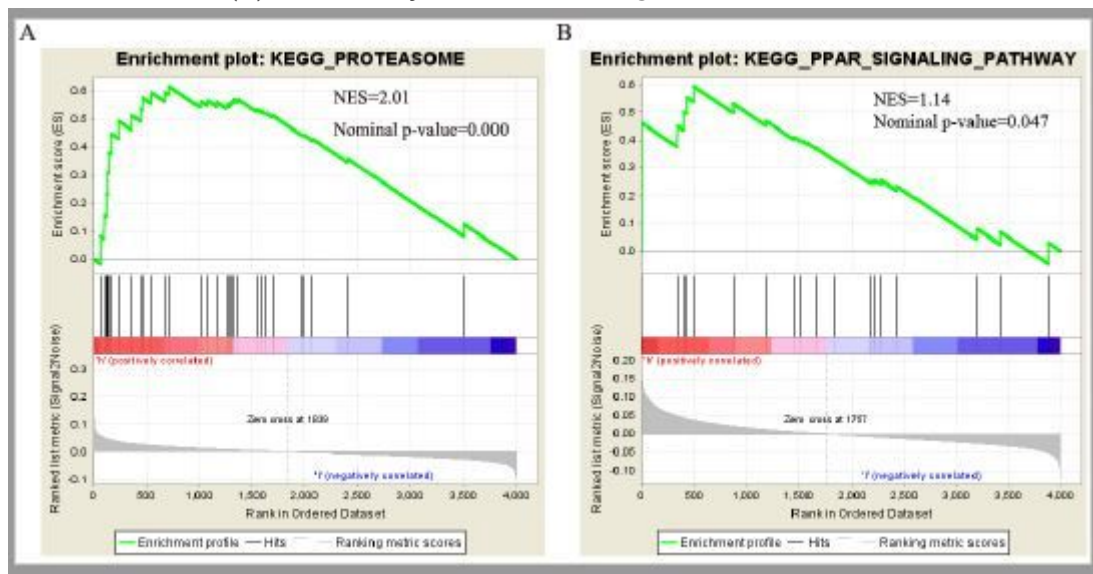 A
Enrichment plot: KEGG_PROTEASOME
NES=2.01
Nominal p-value=0.000
Enrichment score (ES)
0.6
0.5
0.4
0.3
0.2
0.1
0.0
'h' (positively correlated)
Ranked list metric (Signal2Noise)
0.3
0.2
0.1
0.0
-0.1
Zero cross at 1839
'l' (negatively correlated)
0 500 1,000 1,500 2,000 2,500 3,000 3,500 4,000
Rank in Ordered Dataset
Enrichment profile Hits Ranking metric scores
B
Enrichment plot: KEGG_PPAR_SIGNALING_PATHWAY
NES=1.14
Nominal p-value=0.047
Enrichment score (ES)
0.6
0.5
0.4
0.3
0.2
0.1
0.0
'h' (positively correlated)
Ranked list metric (Signal2Noise)
0.20
0.15
0.10
0.05
0.00
-0.05
-0.10
Zero cross at 1757
'l' (negatively correlated)
0 500 1,000 1,500 2,000 2,500 3,000 3,500 4,000
Rank in Ordered Dataset
Enrichment profile Hits Ranking metric scores